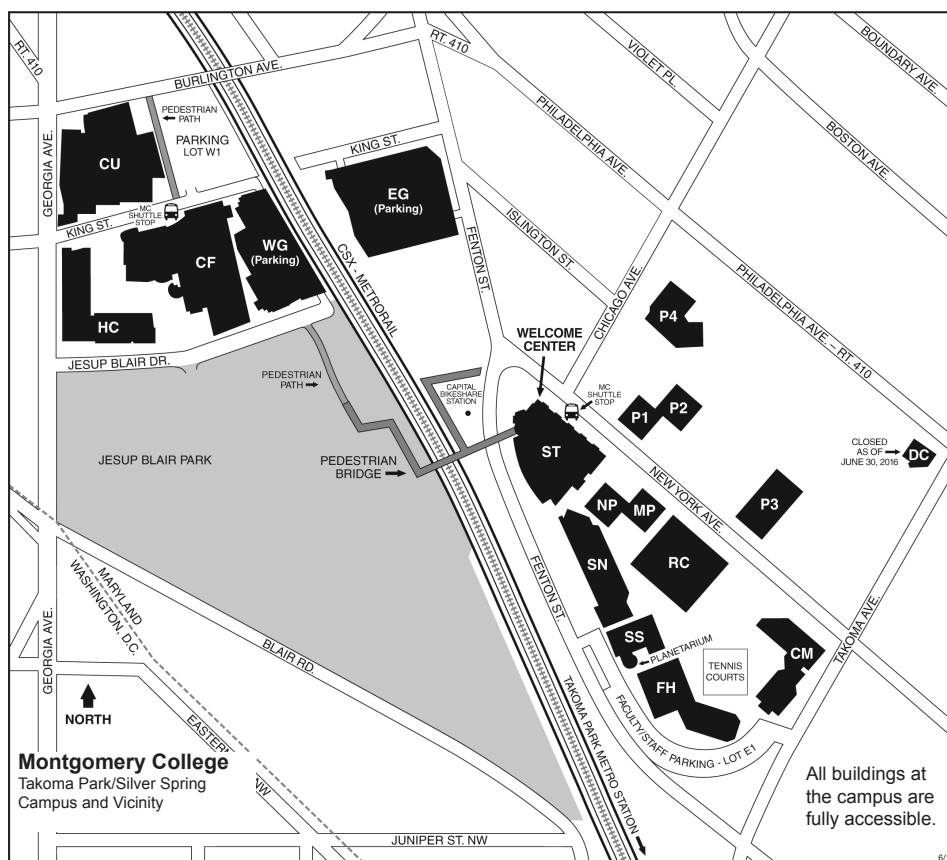 RT. 410
BURLINGTON AVE.
RT. 410
VIOLET PL.
BOUNDARY AVE.
BOSTON AVE.
PHILADELPHIA AVE.
GEORGIA AVE.
PEDESTRIAN
PATH
PARKING
LOT W1
CU
KING ST.
EG
(Parking)
MC
SHUTTLE
STOP
KING ST.
CF
WG
(Parking)
HC
CSX - METRORAIL
FENTON ST.
ISLINGTON ST.
CHICAGO AVE.
PHILADELPHIA AVE. – RT. 410
P4
JESUP BLAIR DR.
WELCOME
CENTER
PEDESTRIAN
PATH
CAPITAL
BIKESHARE
STATION
MC
SHUTTLE
STOP
P1
P2
CLOSED
AS OF
JUNE 30, 2016
DC
JESUP BLAIR PARK
PEDESTRIAN
BRIDGE
ST
NEW YORK AVE.
NP
MP
P3
SN
RC
MARYLAND
WASHINGTON, D.C.
FENTON ST.
TAKOMA AVE.
GEORGIA AVE.
BLAIR RD.
SS
PLANETARIUM
TENNIS
COURTS
CM
FH
NORTH
EASTERN
NW
TAKOMA PARK METRO STATION
FACULTY/STAFF PARKING - LOT E1
Montgomery College
Takoma Park/Silver Spring
Campus and Vicinity
JUNIPER ST. NW
All buildings at
the campus are
fully accessible.